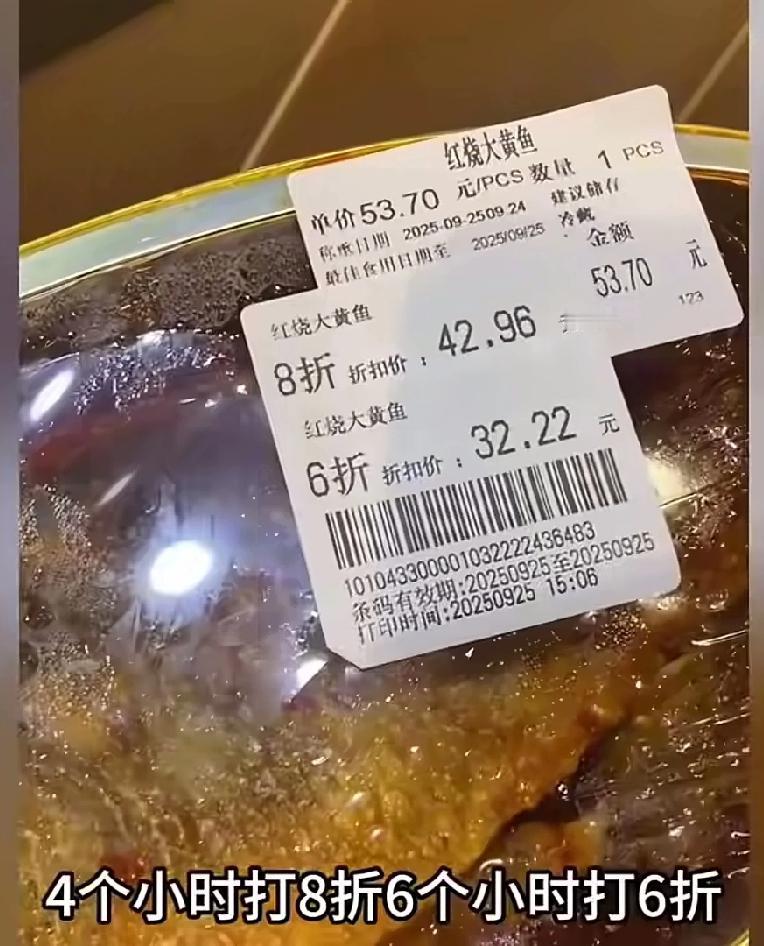 红烧大黄鱼
单价53.70 元/PCS 数量 1 PCS
称重日期 2025-09-2509:24 建议储存
最佳食用日期至 2025/09/25 冷藏
金额
53.70 元
123
红烧大黄鱼
8折 折扣价：42.96
红烧大黄鱼
6折 折扣价：32.22 元
条码有效期:20250925至20250925
打印时间:20250925 15:06
4个小时打8折6个小时打6折